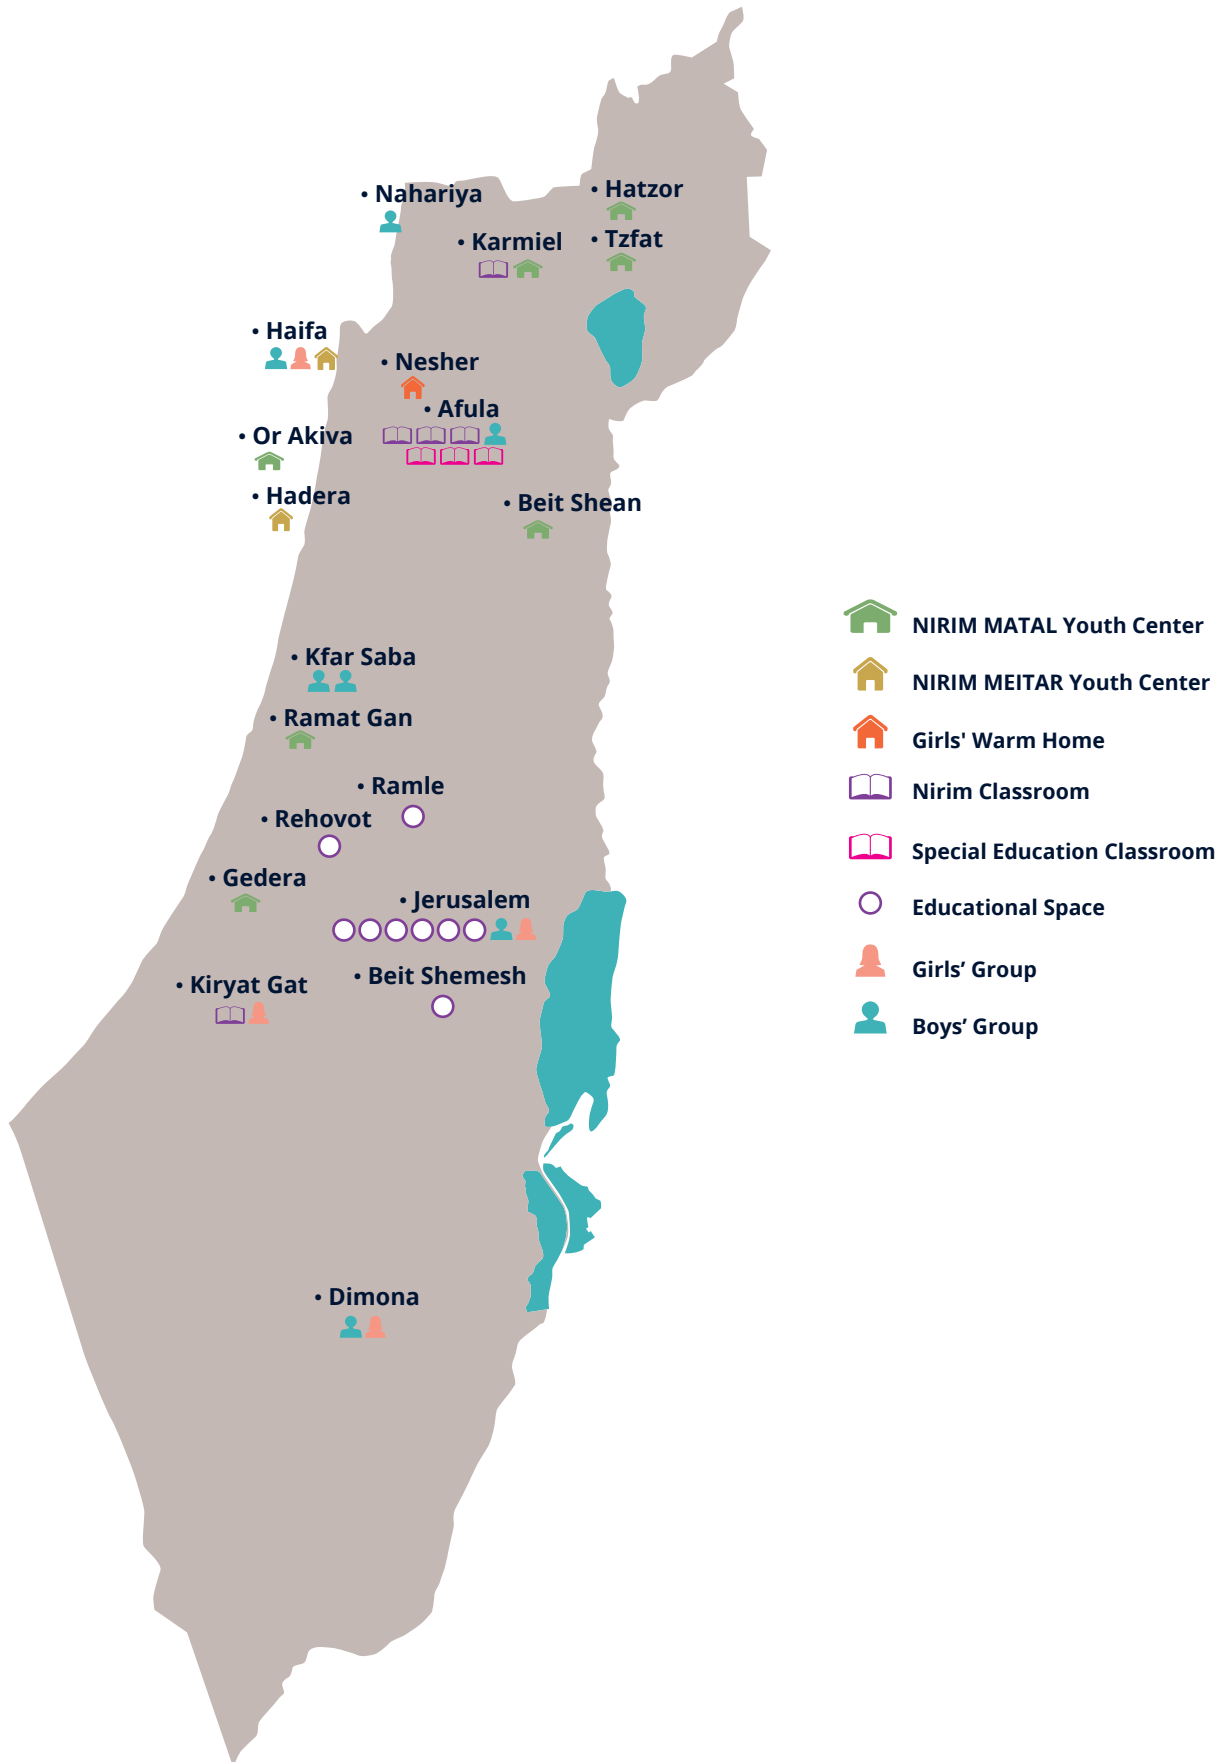 • Nahariya
• Hatzor
• Karmiel
• Tzfat
• Haifa
• Nesher
• Afula
• Or Akiva
• Hadera
• Beit Shean
• Kfar Saba
• Ramat Gan
• Ramle
• Rehovot
• Gedera
• Jerusalem
• Beit Shemesh
• Kiryat Gat
• Dimona
NIRIM MATAL Youth Center
NIRIM MEITAR Youth Center
Girls' Warm Home
Nirim Classroom
Special Education Classroom
Educational Space
Girls’ Group
Boys’ Group